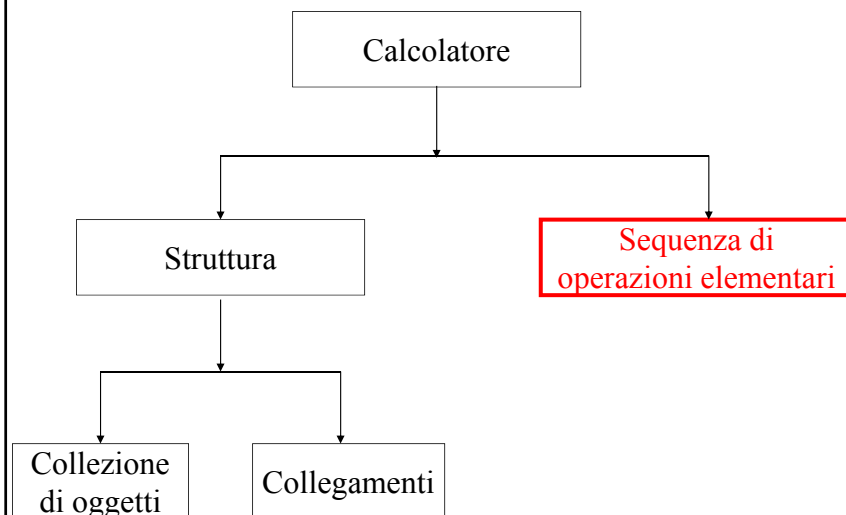 Calcolatore
Struttura
Sequenza di
operazioni elementari
Collezione
di oggetti
Collegamenti